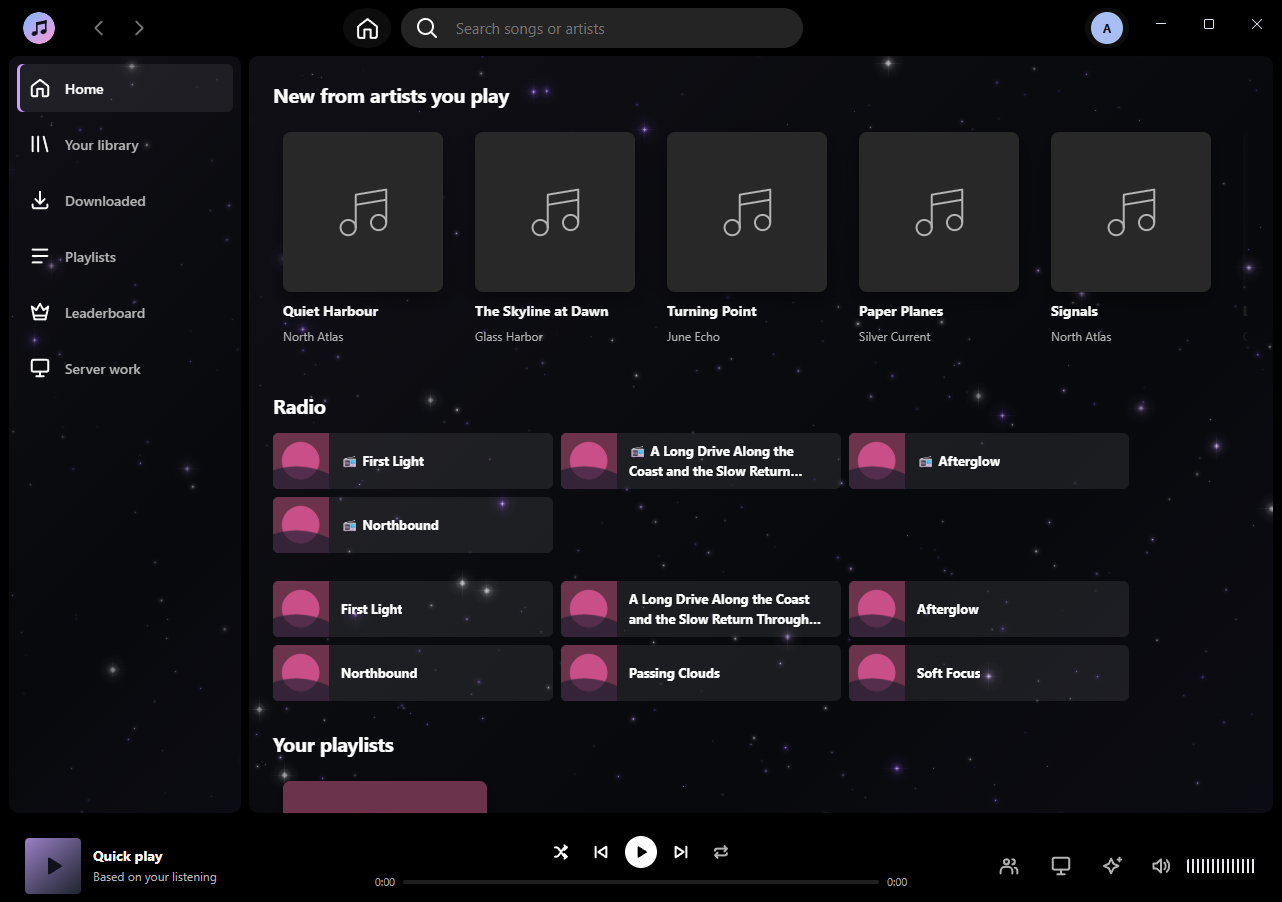 Search songs or artists
A
Home
Your library
Downloaded
Playlists
Leaderboard
Server work
New from artists you play
Quiet Harbour
North Atlas
The Skyline at Dawn
Glass Harbor
Turning Point
June Echo
Paper Planes
Silver Current
Signals
North Atlas
Radio
📻 First Light
📻 A Long Drive Along the
Coast and the Slow Return...
📻 Afterglow
📻 Northbound
First Light
A Long Drive Along the Coast
and the Slow Return Through...
Afterglow
Northbound
Passing Clouds
Soft Focus
Your playlists
Quick play
Based on your listening
0:00
0:00